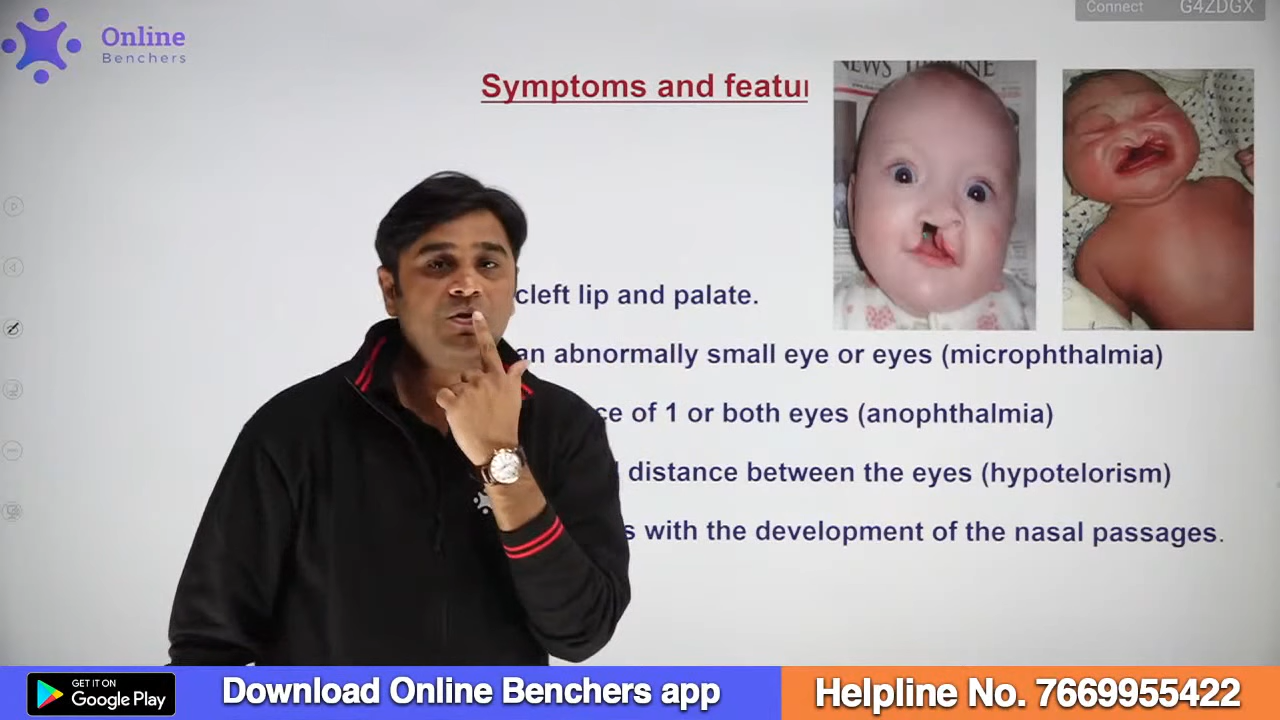 Connect G4ZDGX
Online
Benchers
Symptoms and featur
cleft lip and palate.
an abnormally small eye or eyes (microphthalmia)
ce of 1 or both eyes (anophthalmia)
distance between the eyes (hypotelorism)
s with the development of the nasal passages.
GET IT ON
Google Play
Download Online Benchers app
Helpline No. 7669955422